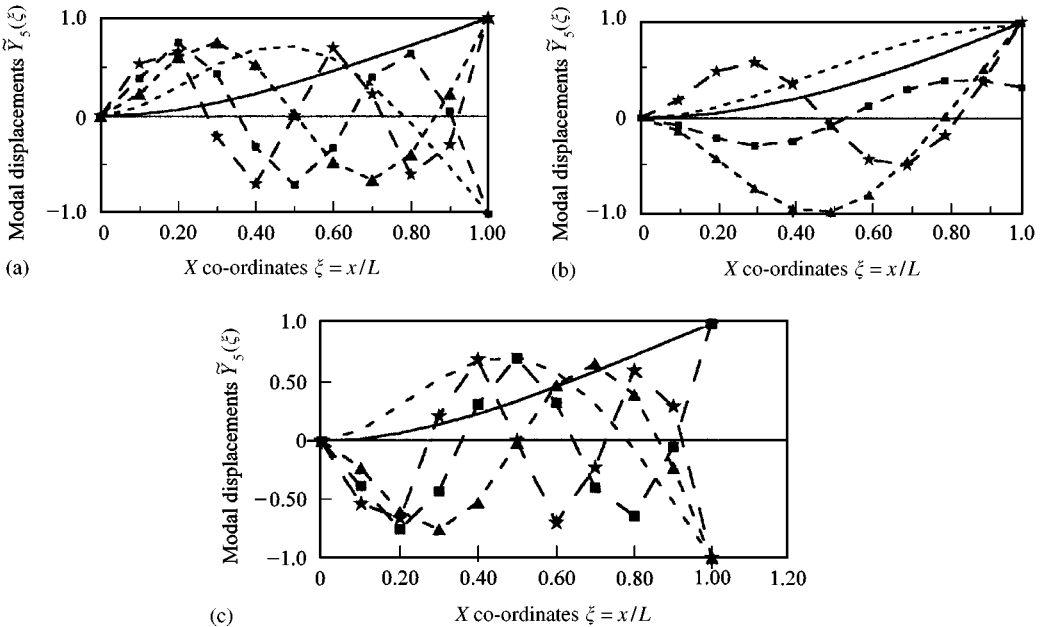 Modal displacements Ỹ₅(ξ)
1.0
0
−1.0
0 0.20 0.40 0.60 0.80 1.00
X co-ordinates ξ = x/L
(a)
Modal displacements Ỹ₅(ξ)
1.0
0
−1.0
0 0.20 0.40 0.60 0.80 1.0
X co-ordinates ξ = x/L
(b)
Modal displacements Ỹ₅(ξ)
1.0
0.50
0
−0.50
−1.0
0 0.20 0.40 0.60 0.80 1.00 1.20
X co-ordinates ξ = x/L
(c)